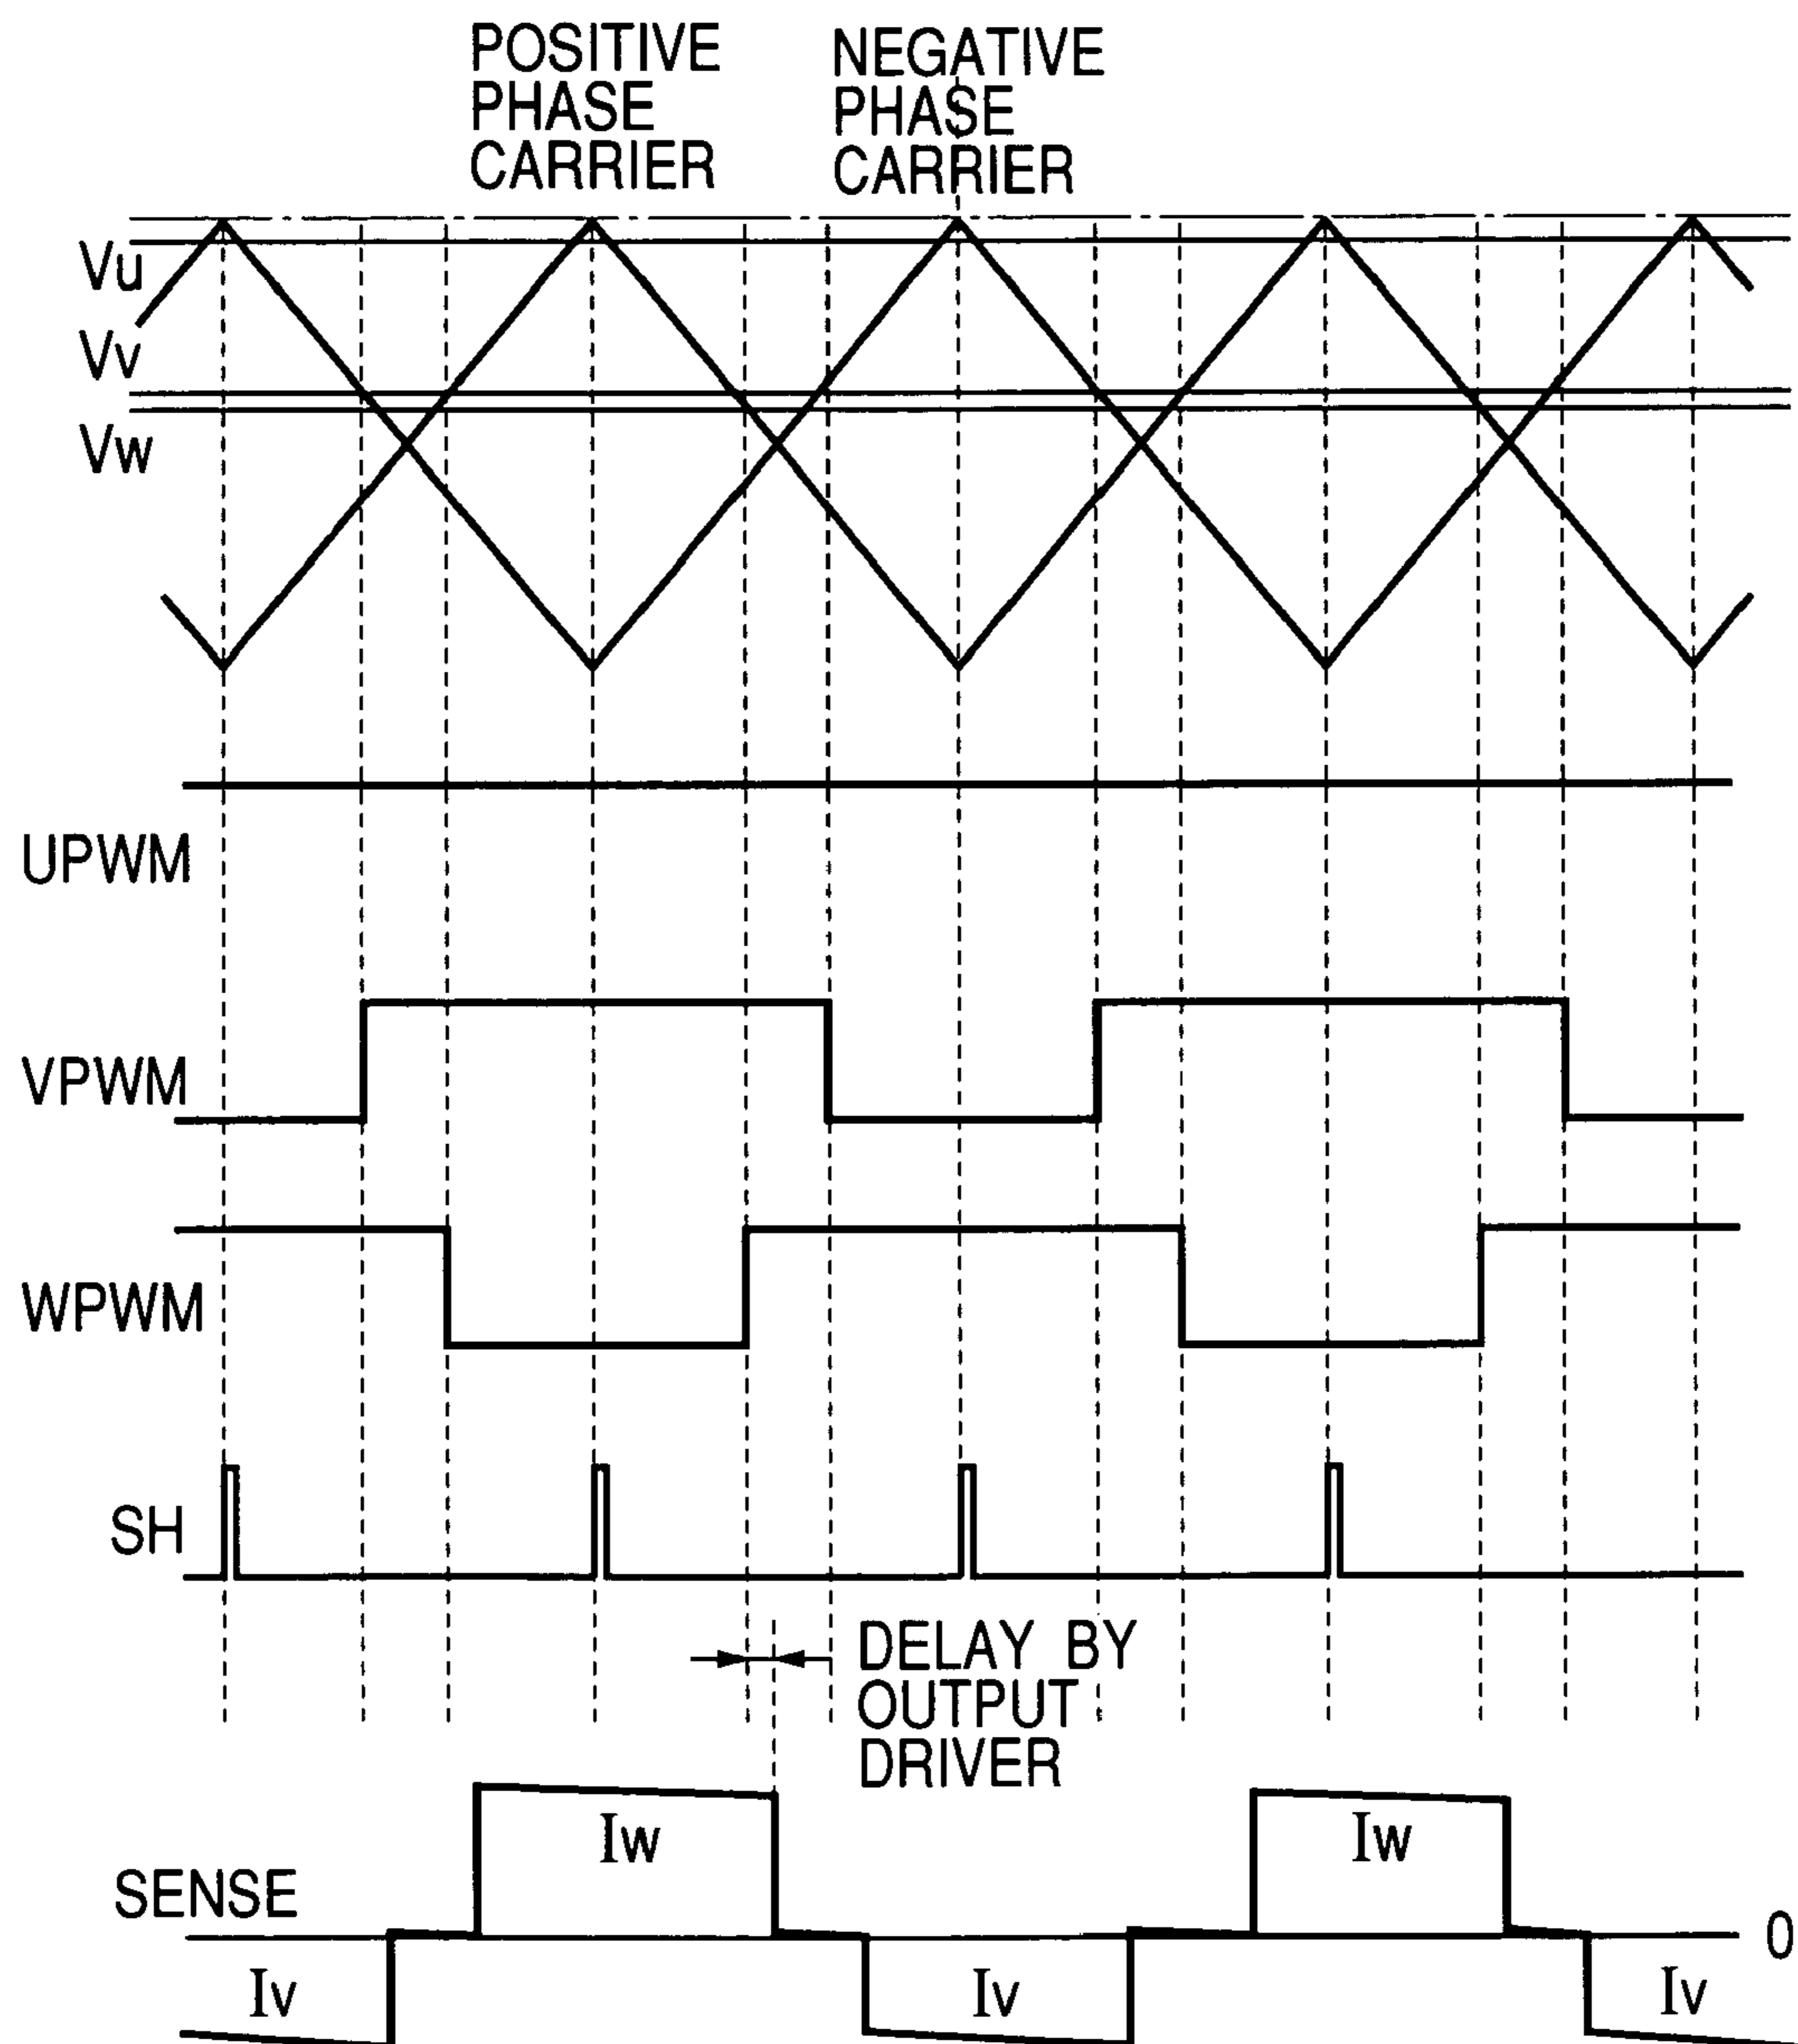 POSITIVE
PHASE
CARRIER
NEGATIVE
PHASE
CARRIER
Vu
Vv
Vw
UPWM
VPWM
WPWM
SH
DELAY BY
OUTPUT
DRIVER
Iw
Iw
SENSE
0
Iv
Iv
Iv